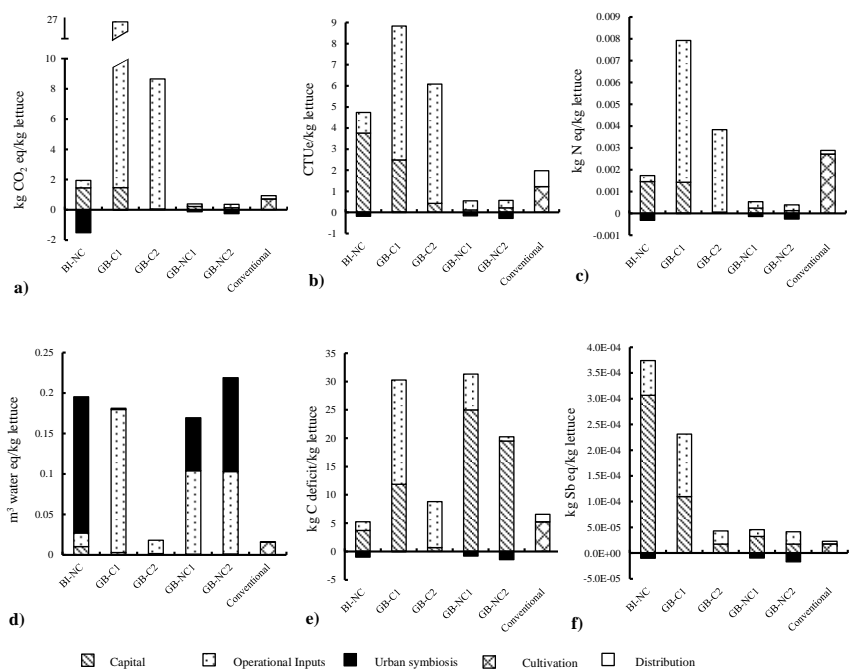 27
10
8
6
4
2
0
-2
kg CO2 eq/kg lettuce
BI-NC
GB-C1
GB-C2
GB-NC1
GB-NC2
Conventional
a)
9
8
7
6
5
4
3
2
1
0
-1
CTUe/kg lettuce
BI-NC
GB-C1
GB-C2
GB-NC1
GB-NC2
Conventional
b)
0.009
0.008
0.007
0.006
0.005
0.004
0.003
0.002
0.001
0
-0.001
kg N eq/kg lettuce
BI-NC
GB-C1
GB-C2
GB-NC1
GB-NC2
Conventional
c)
0.25
0.2
0.15
0.1
0.05
0
m³ water eq/kg lettuce
BI-NC
GB-C1
GB-C2
GB-NC1
GB-NC2
Conventional
d)
35
30
25
20
15
10
5
0
-5
kg C deficit/kg lettuce
BI-NC
GB-C1
GB-C2
GB-NC1
GB-NC2
Conventional
e)
4.0E-04
3.5E-04
3.0E-04
2.5E-04
2.0E-04
1.5E-04
1.0E-04
5.0E-05
0.0E+00
-5.0E-05
kg Sb eq/kg lettuce
BI-NC
GB-C1
GB-C2
GB-NC1
GB-NC2
Conventional
f)
Capital
Operational Inputs
Urban symbiosis
Cultivation
Distribution